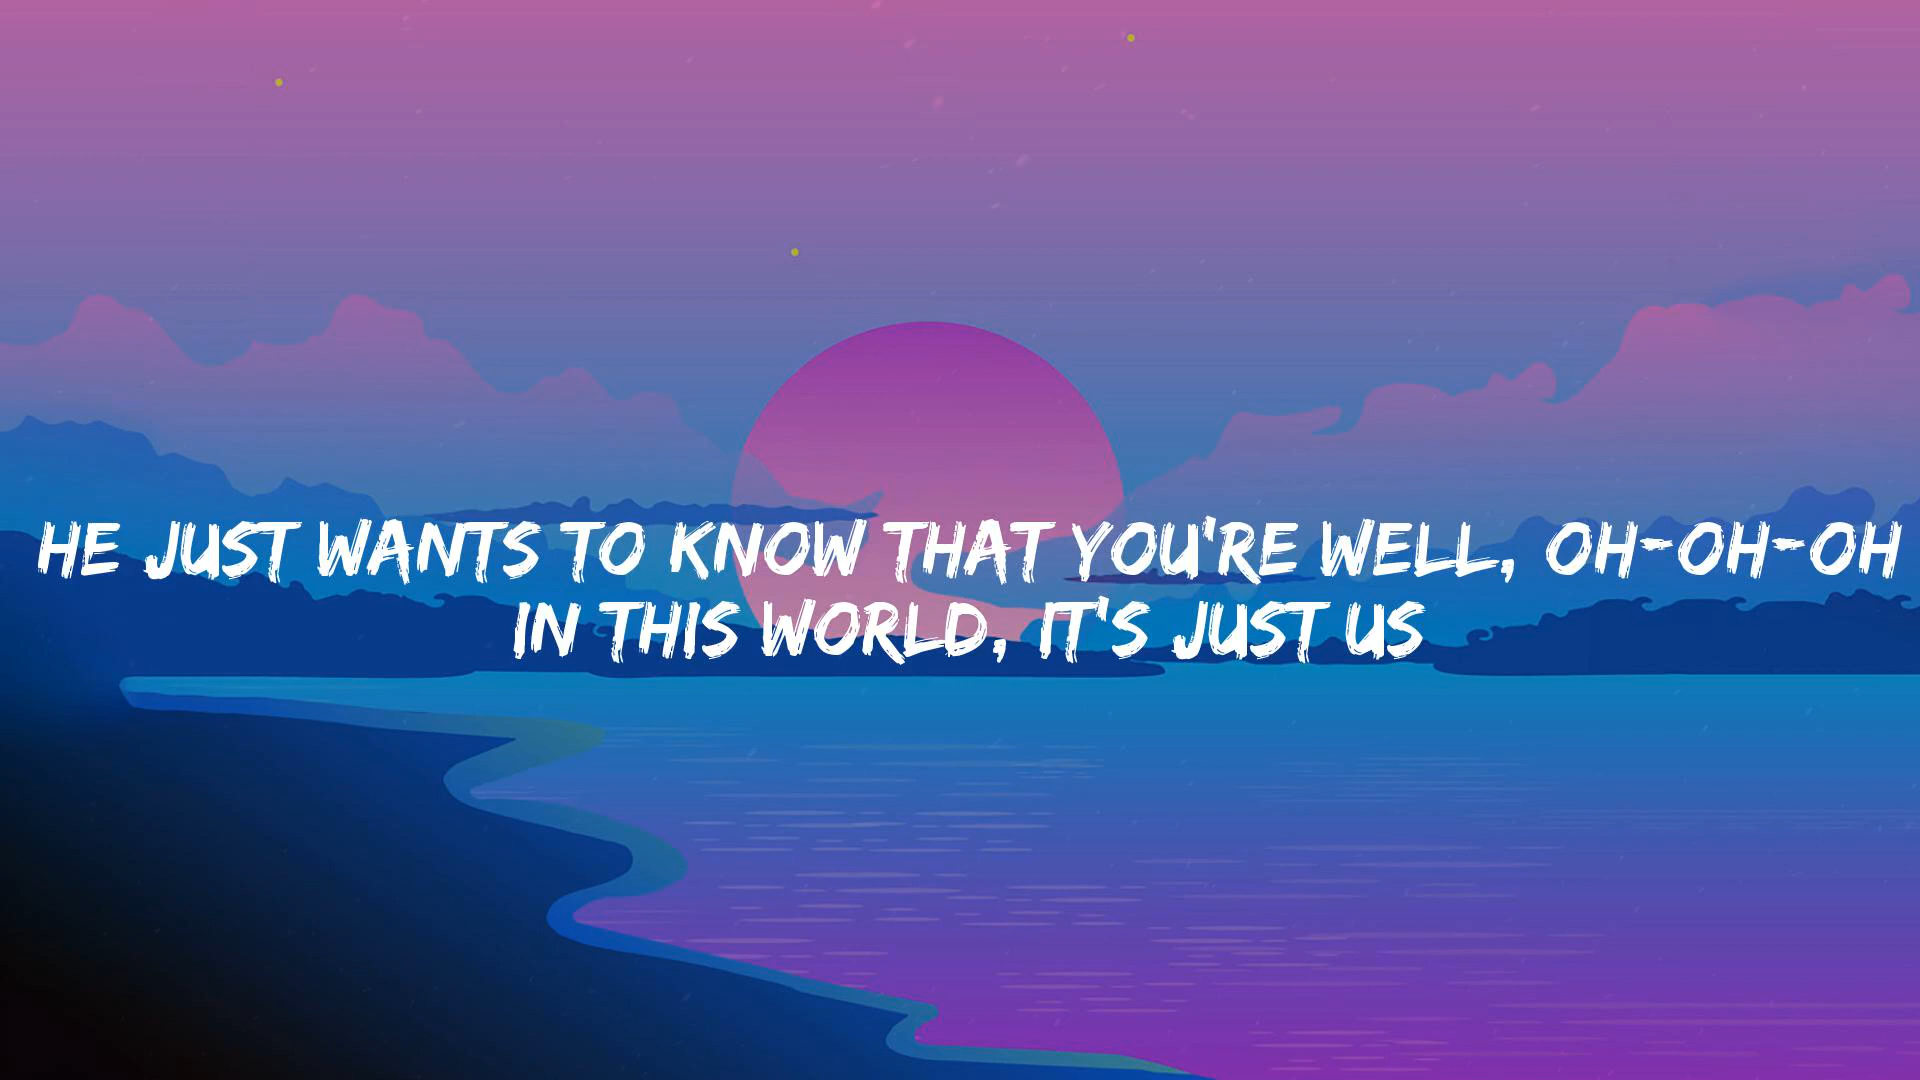 HE JUST WANTS TO KNOW THAT YOU'RE WELL, OH-OH-OH
IN THIS WORLD, IT'S JUST US